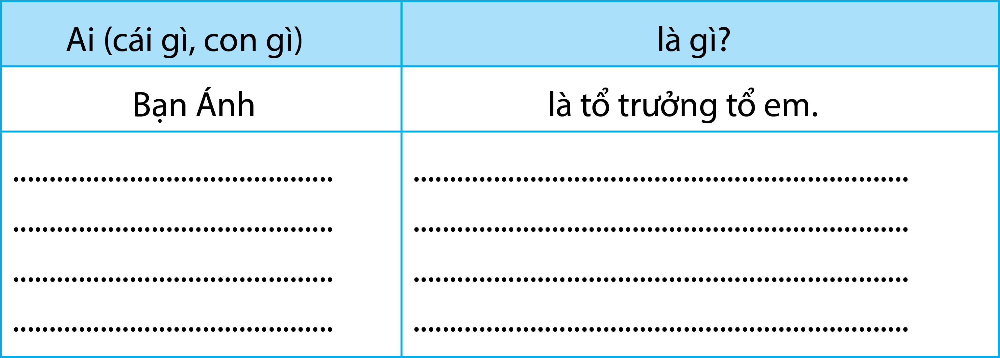 Ai (cái gì, con gì)
là gì?
Bạn Ánh
là tổ trưởng tổ em.